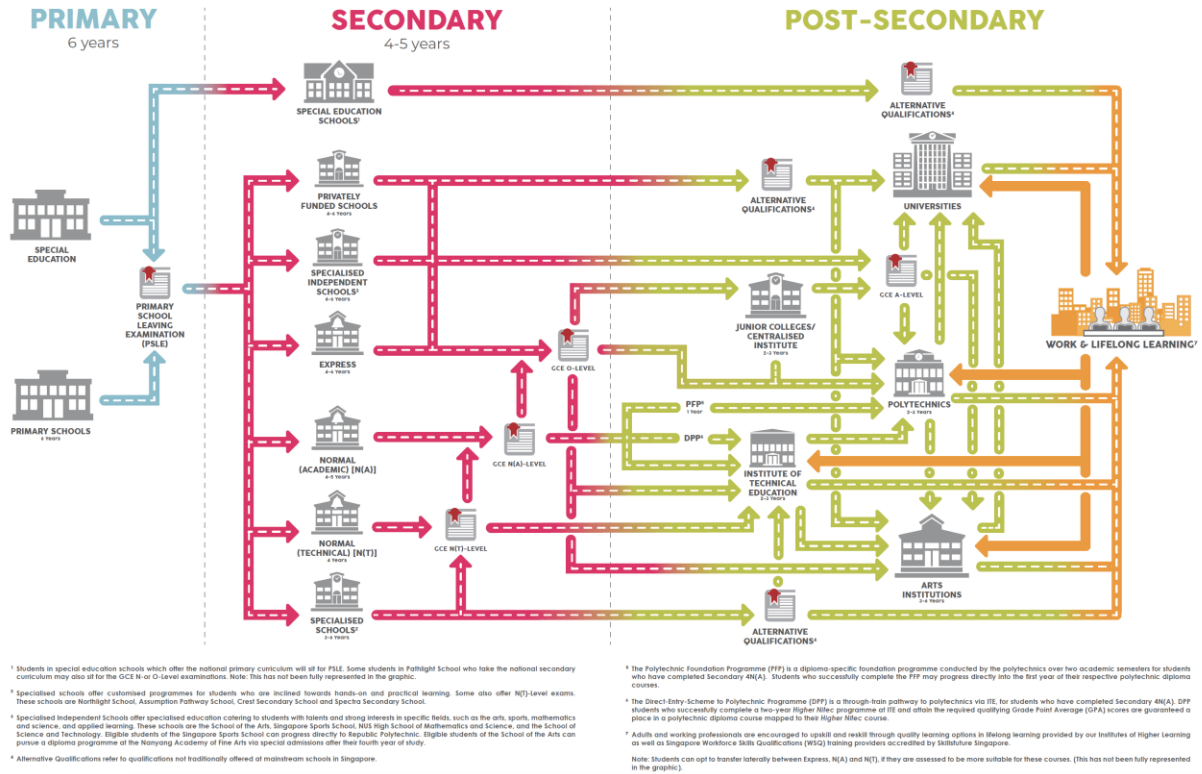 PRIMARY
6 years
SECONDARY
4-5 years
POST-SECONDARY
SPECIAL EDUCATION
SCHOOLS¹
ALTERNATIVE
QUALIFICATIONS⁴
PRIVATELY
FUNDED SCHOOLS
4-6 Years
ALTERNATIVE
QUALIFICATIONS⁴
UNIVERSITIES
SPECIAL
EDUCATION
SPECIALISED
INDEPENDENT
SCHOOLS³
4-6 Years
GCE A-LEVEL
PRIMARY
SCHOOL
LEAVING
EXAMINATION
(PSLE)
JUNIOR COLLEGES/
CENTRALISED
INSTITUTE
2-3 Years
WORK & LIFELONG LEARNING⁷
EXPRESS
4-6 Years
GCE O-LEVEL
POLYTECHNICS
2-3 Years
PRIMARY SCHOOLS
6 Years
PFP⁵
1 Year
DPP⁶
NORMAL
(ACADEMIC) [N(A)]
4-5 Years
GCE N(A)-LEVEL
INSTITUTE OF
TECHNICAL
EDUCATION
2-3 Years
NORMAL
(TECHNICAL) [N(T)]
4 Years
GCE N(T)-LEVEL
ARTS
INSTITUTIONS
3-6 Years
SPECIALISED
SCHOOLS²
ALTERNATIVE
QUALIFICATIONS⁴
¹ Students in special education schools which offer the national primary curriculum will sit for PSLE. Some students in Pathlight School who take the national secondary
curriculum may also sit for the GCE N-or O-Level examinations. Note: This has not been fully represented in the graphic.
² Specialised schools offer customised programmes for students who are inclined towards hands-on and practical learning. Some also offer N(T)-Level exams.
These schools are Northlight School, Assumption Pathway School, Crest Secondary School and Spectra Secondary School.
³ Specialised Independent Schools offer specialised education catering to students with talents and strong interests in specific fields, such as the arts, sports, mathematics
and science, and applied learning. These schools are the School of the Arts, Singapore Sports School, NUS High School of Mathematics and Science, and the School of
Science and Technology. Eligible students of the Singapore Sports School can progress directly to Republic Polytechnic. Eligible students of the School of the Arts can
pursue a diploma programme at the Nanyang Academy of Fine Arts via special admissions after their fourth year of study.
⁴ Alternative Qualifications refer to qualifications not traditionally offered at mainstream schools in Singapore.
⁵ The Polytechnic Foundation Programme (PFP) is a diploma-specific foundation programme conducted by the polytechnics over two academic semesters for students
who have completed Secondary 4N(A). Students who successfully complete the PFP may progress directly into the first year of their respective polytechnic diploma
courses.
⁶ The Direct-Entry-Scheme to Polytechnic Programme (DPP) is a through-train pathway to polytechnics via ITE, for students who have completed Secondary 4N(A). DPP
students who successfully complete a two-year Higher Nitec programme at ITE and attain the required qualifying Grade Point Average (GPA) scores are guaranteed a
place in a polytechnic diploma course mapped to their Higher Nitec course.
⁷ Adults and working professionals are encouraged to upskill and reskill through quality learning options in lifelong learning provided by our Institutes of Higher Learning
as well as Singapore Workforce Skills Qualifications (WSQ) training providers accredited by Skillsfuture Singapore.
Note: Students can opt to transfer laterally between Express, N(A) and N(T), if they are assessed to be more suitable for these courses. (This has not been fully represented
in the graphic).